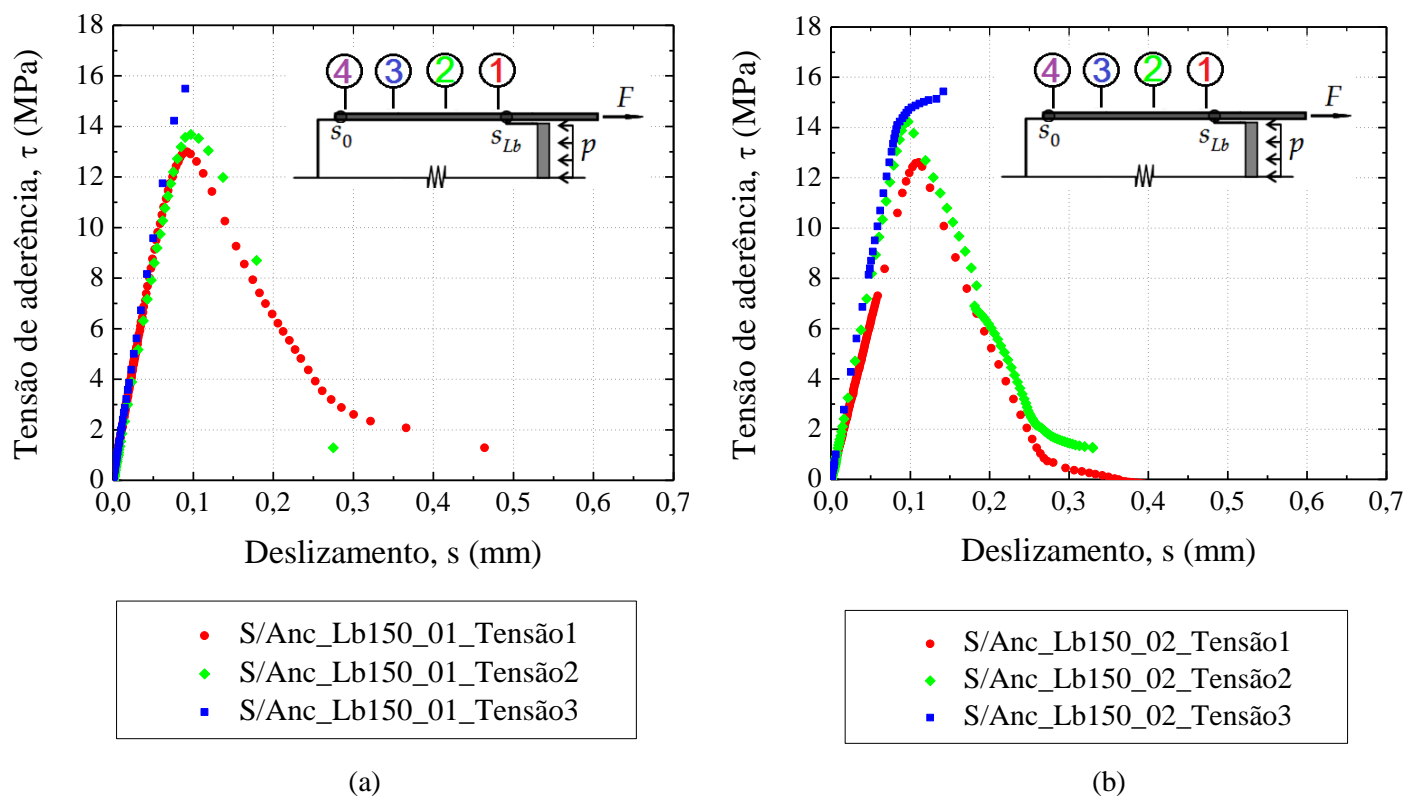 Tensão de aderência, τ (MPa)
18
16
14
12
10
8
6
4
2
0
0,0 0,1 0,2 0,3 0,4 0,5 0,6 0,7
Deslizamento, s (mm)
4 3 2 1
F
s0 sLb p
S/Anc_Lb150_01_Tensão1
S/Anc_Lb150_01_Tensão2
S/Anc_Lb150_01_Tensão3
(a)
Tensão de aderência, τ (MPa)
18
16
14
12
10
8
6
4
2
0
0,0 0,1 0,2 0,3 0,4 0,5 0,6 0,7
Deslizamento, s (mm)
4 3 2 1
F
s0 sLb p
S/Anc_Lb150_02_Tensão1
S/Anc_Lb150_02_Tensão2
S/Anc_Lb150_02_Tensão3
(b)